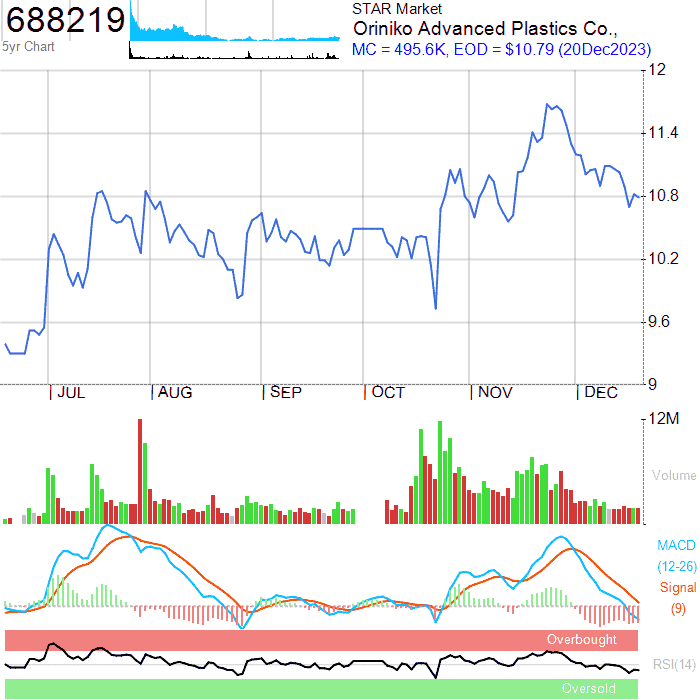 688219
5yr Chart
STAR Market
Oriniko Advanced Plastics Co.,
MC = 495.6K, EOD = $10.79 (20Dec2023)
12
11.4
10.8
10.2
9.6
9
JUL AUG SEP OCT NOV DEC
12M
Volume
MACD
(12-26)
Signal
(9)
Overbought
RSI(14)
Oversold